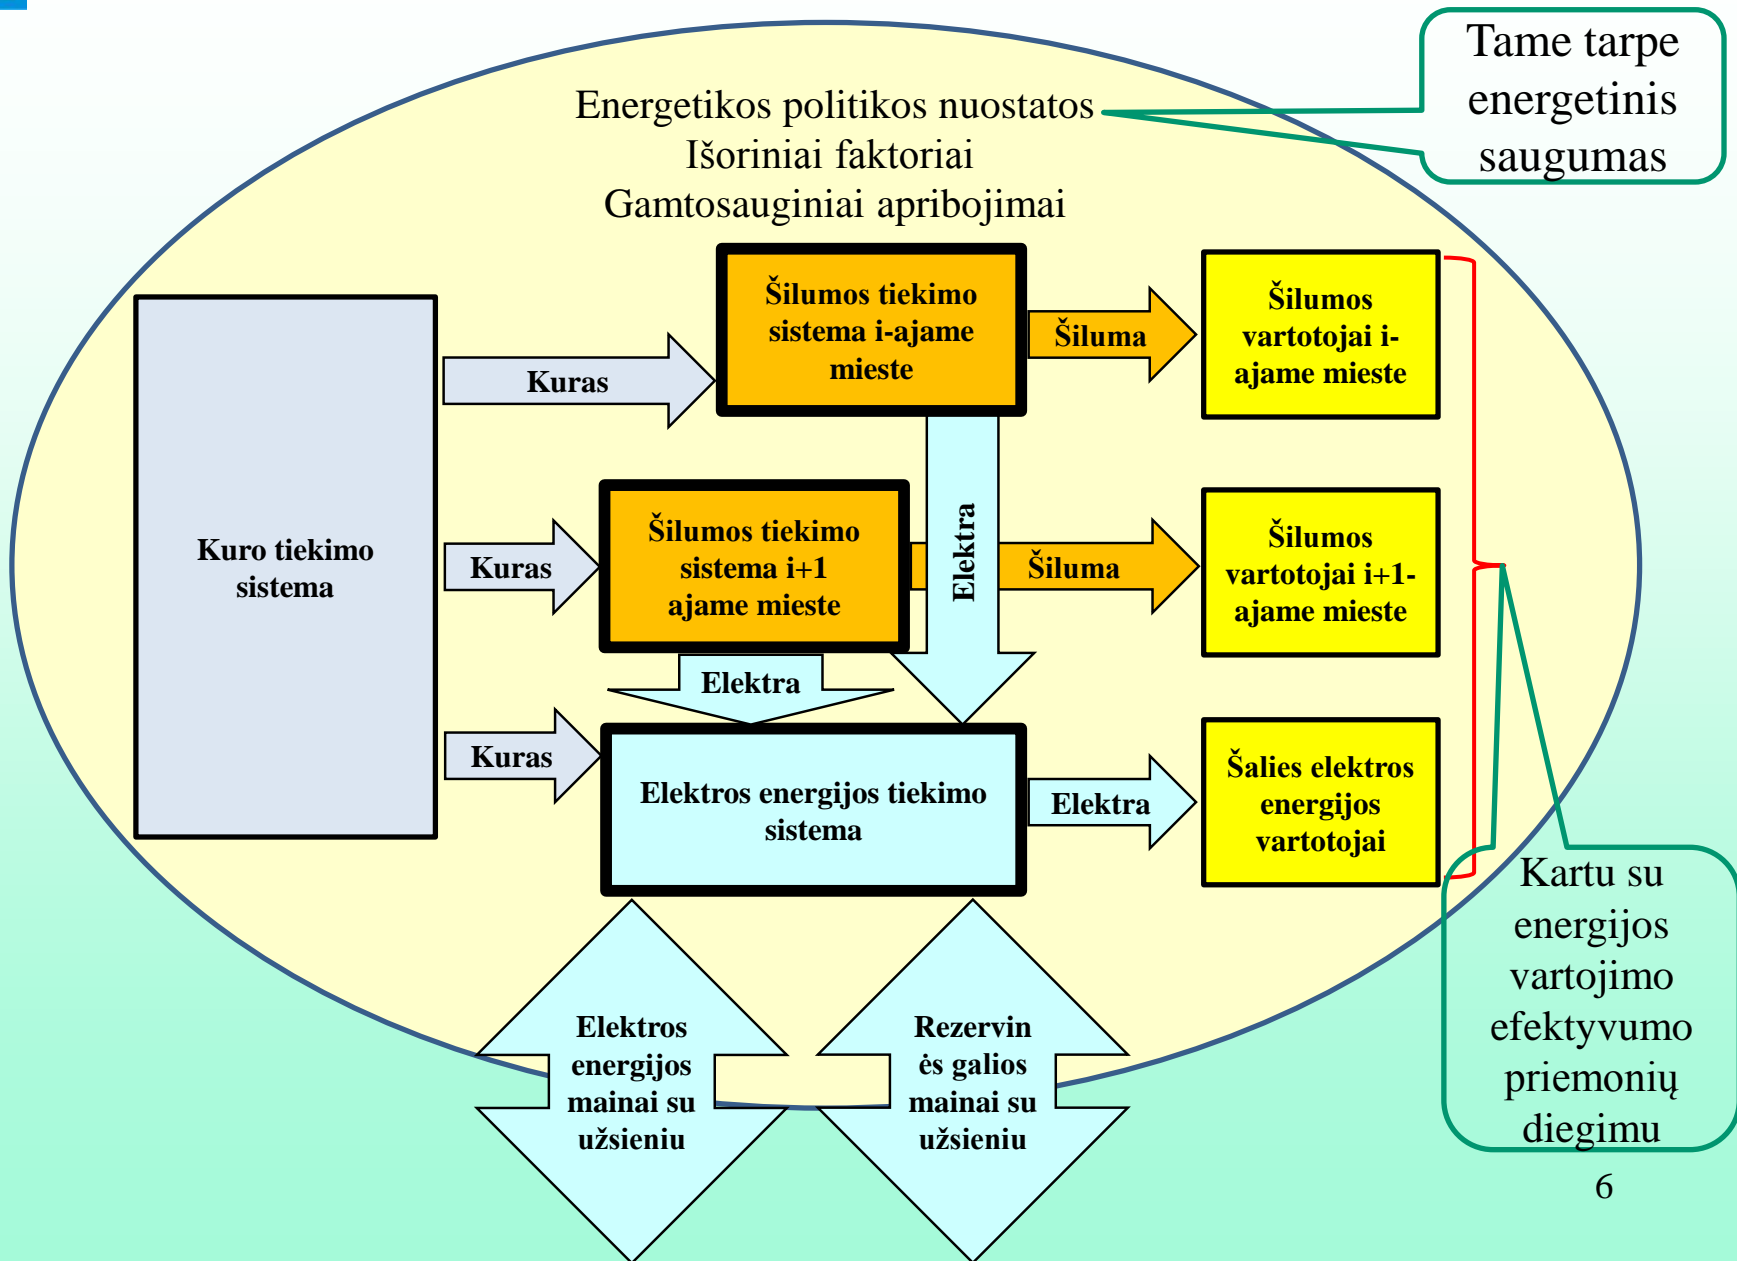 Tame tarpe
energetinis
saugumas
Energetikos politikos nuostatos
Išoriniai faktoriai
Gamtosauginiai apribojimai
Kuro tiekimo
sistema
Kuras
Šilumos tiekimo
sistema i-ajame
mieste
Šiluma
Šilumos
vartotojai i-
ajame mieste
Kuras
Šilumos tiekimo
sistema i+1
ajame mieste
Elektra
Šiluma
Šilumos
vartotojai i+1-
ajame mieste
Elektra
Kuras
Elektros energijos tiekimo
sistema
Elektra
Šalies elektros
energijos
vartotojai
Elektros
energijos
mainai su
užsieniu
Rezervin
ės galios
mainai su
užsieniu
Kartu su
energijos
vartojimo
efektyvumo
priemonių
diegimu
6